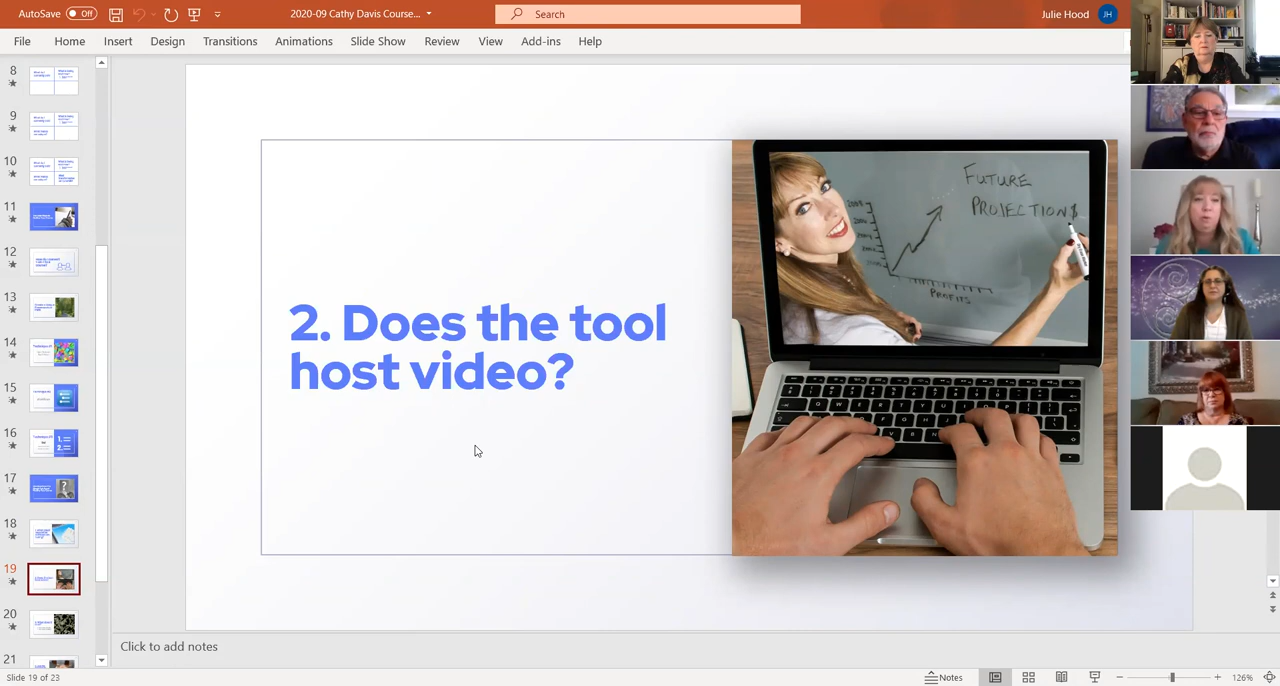 AutoSave
Off
2020-09 Cathy Davis Course...
Search
Julie Hood
JH
File
Home
Insert
Design
Transitions
Animations
Slide Show
Review
View
Add-ins
Help
8
9
10
11
12
13
14
15
16
17
18
19
20
21
2. Does the tool
host video?
FUTURE
PROJECTION$
PROFITS
Click to add notes
Slide 19 of 23
Notes
126%